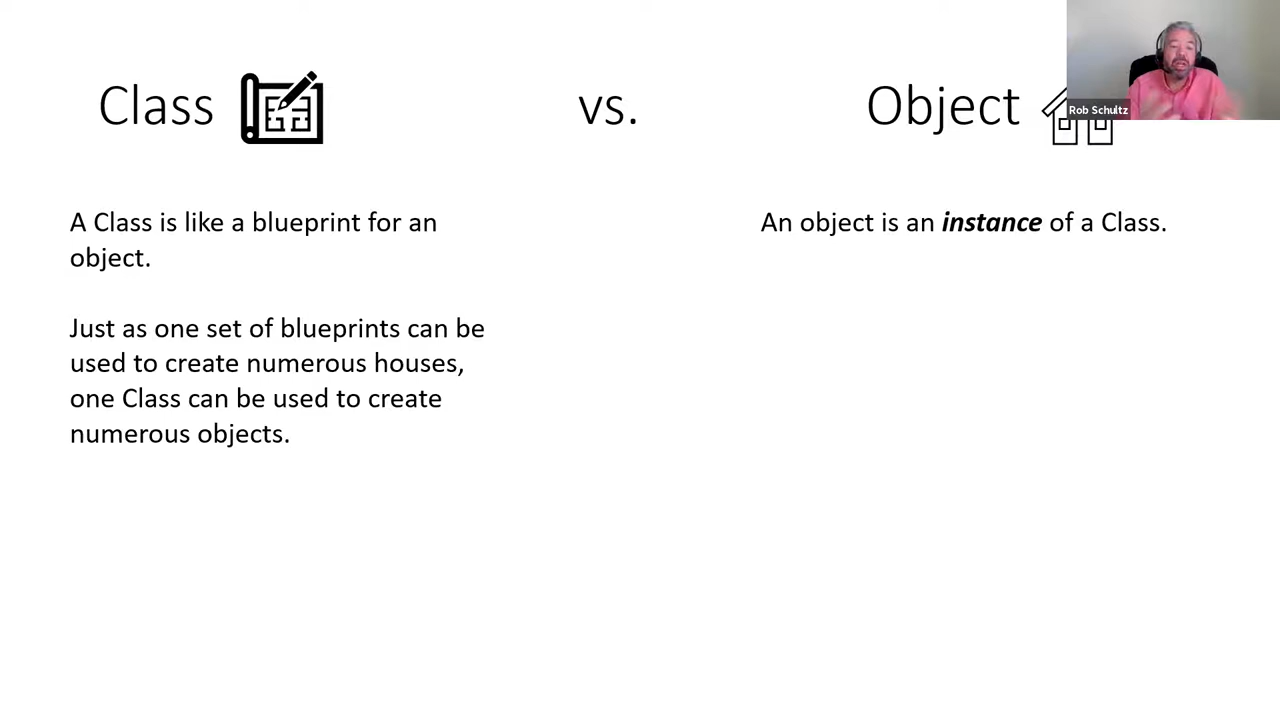 Class vs. Object
Rob Schultz
A Class is like a blueprint for an
object.
Just as one set of blueprints can be
used to create numerous houses,
one Class can be used to create
numerous objects.
An object is an instance of a Class.